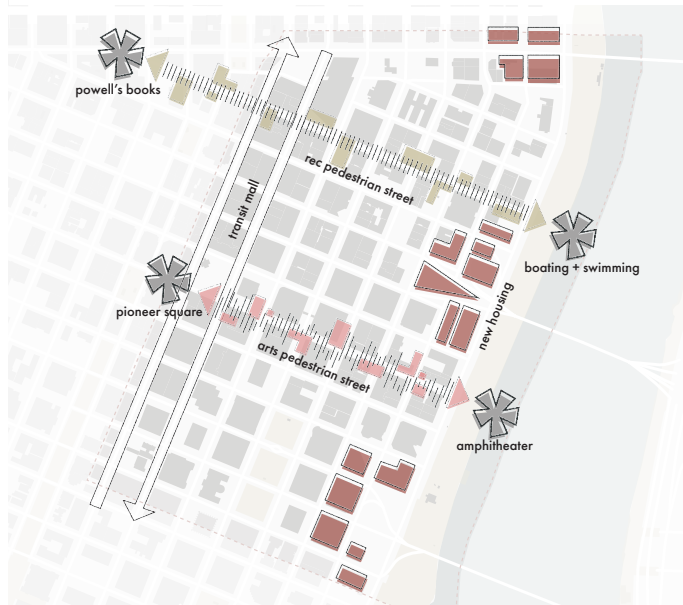 powell's books
rec pedestrian street
transit mall
boating + swimming
pioneer square
new housing
arts pedestrian street
amphitheater